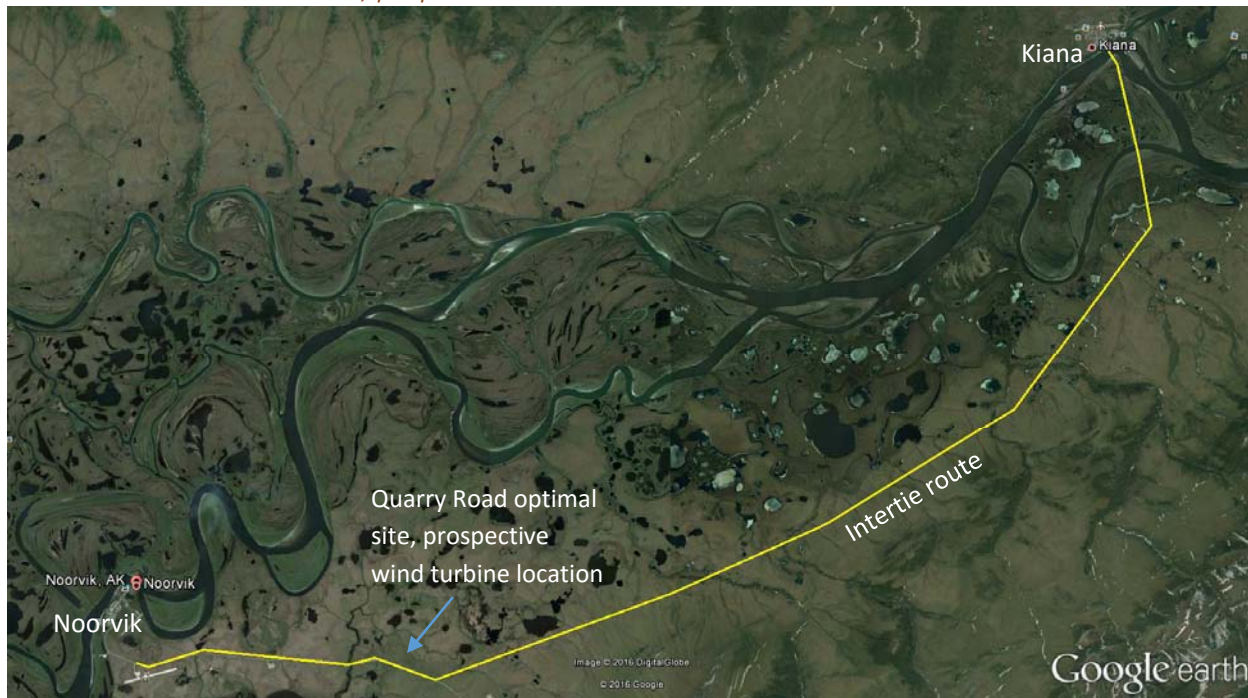 Kiana
Kiana
Intertie route
Quarry Road optimal
site, prospective
wind turbine location
Noorvik, AK
Noorvik
Noorvik
Image © 2016 DigitalGlobe
© 2016 Google
Google earth